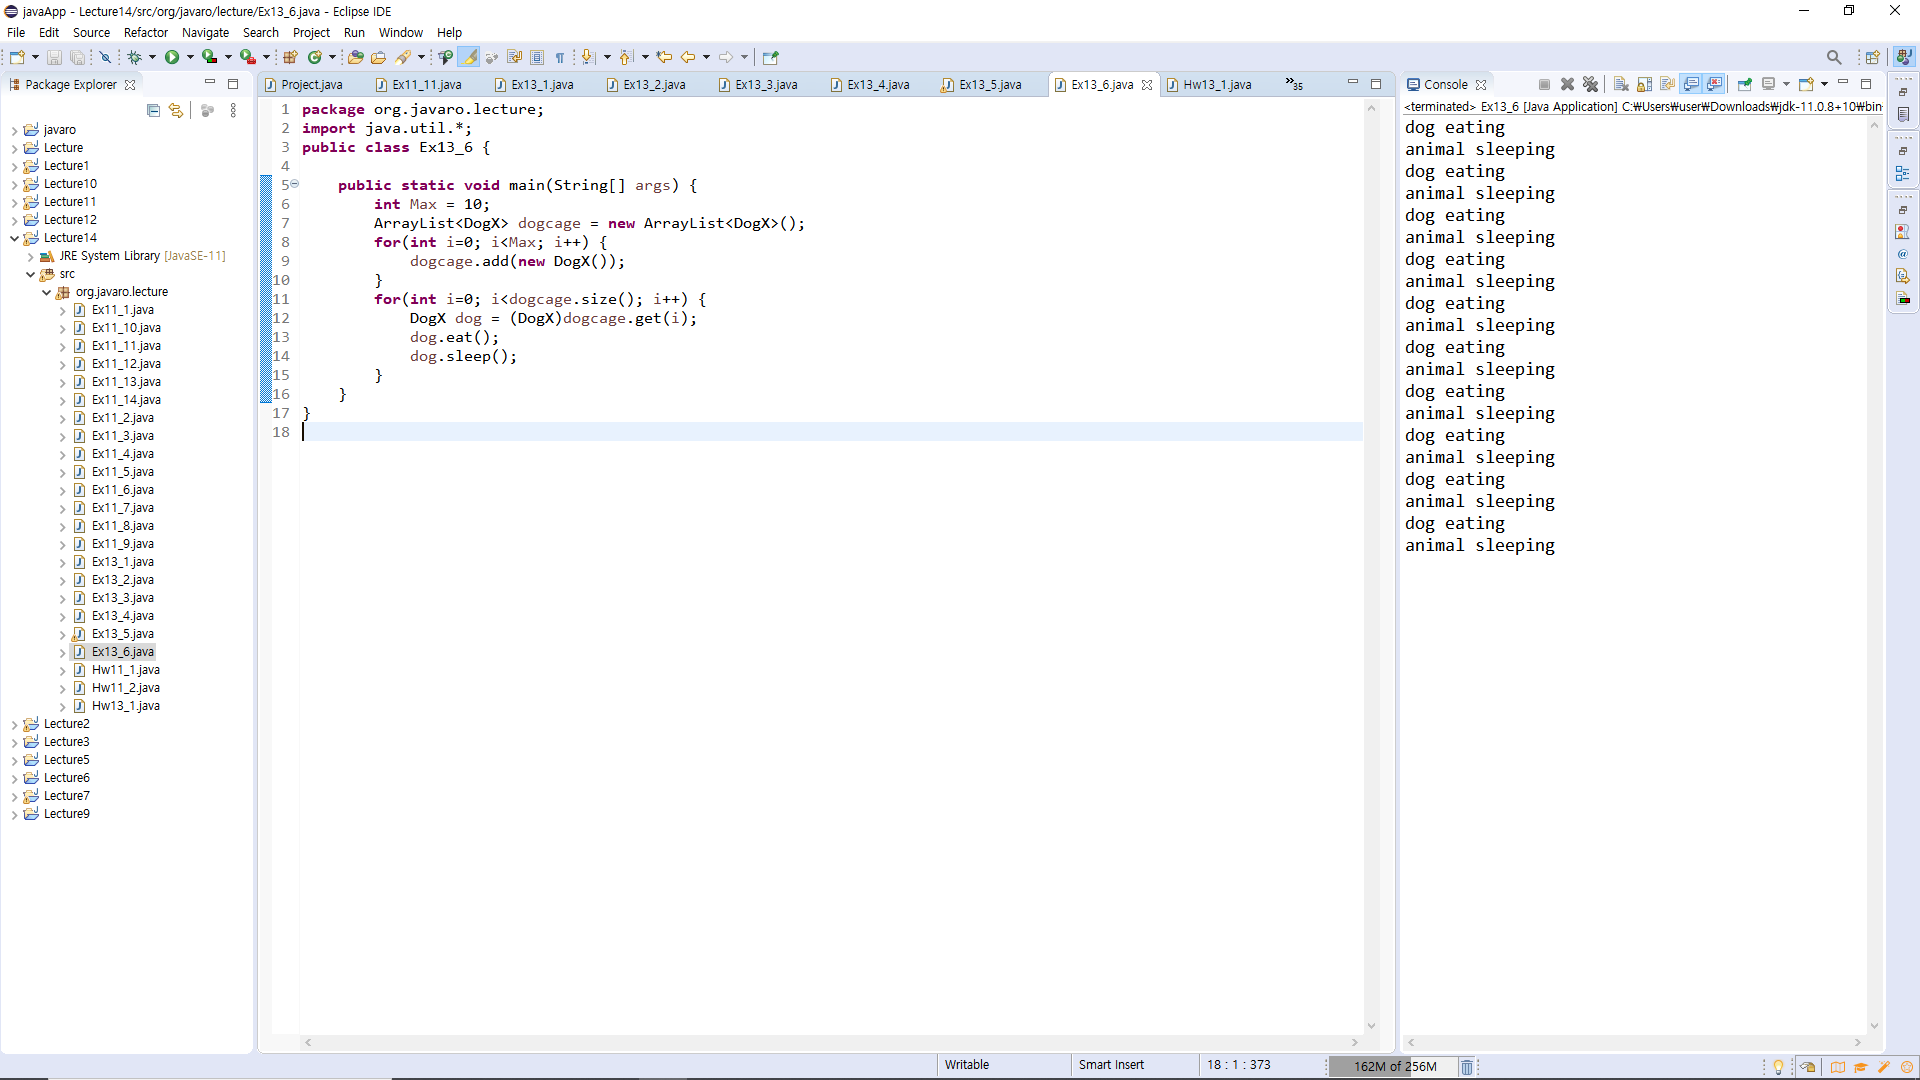 javaApp - Lecture14/src/org/javaro/lecture/Ex13_6.java - Eclipse IDE
File Edit Source Refactor Navigate Search Project Run Window Help
Package Explorer
javaro
Lecture
Lecture1
Lecture10
Lecture11
Lecture12
Lecture14
JRE System Library [JavaSE-11]
src
org.javaro.lecture
Ex11_1.java
Ex11_10.java
Ex11_11.java
Ex11_12.java
Ex11_13.java
Ex11_14.java
Ex11_2.java
Ex11_3.java
Ex11_4.java
Ex11_5.java
Ex11_6.java
Ex11_7.java
Ex11_8.java
Ex11_9.java
Ex13_1.java
Ex13_2.java
Ex13_3.java
Ex13_4.java
Ex13_5.java
Ex13_6.java
Hw11_1.java
Hw11_2.java
Hw13_1.java
Lecture2
Lecture3
Lecture5
Lecture6
Lecture7
Lecture9
Project.java Ex11_11.java Ex13_1.java Ex13_2.java Ex13_3.java Ex13_4.java Ex13_5.java Ex13_6.java Hw13_1.java »35
1 package org.javaro.lecture;
2 import java.util.*;
3 public class Ex13_6 {
4
5 public static void main(String[] args) {
6 int Max = 10;
7 ArrayList<DogX> dogcage = new ArrayList<DogX>();
8 for(int i=0; i<Max; i++) {
9 dogcage.add(new DogX());
10 }
11 for(int i=0; i<dogcage.size(); i++) {
12 DogX dog = (DogX)dogcage.get(i);
13 dog.eat();
14 dog.sleep();
15 }
16 }
17 }
18
Console
<terminated> Ex13_6 [Java Application] C:₩Users₩user₩Downloads₩jdk-11.0.8+10₩bin
dog eating
animal sleeping
dog eating
animal sleeping
dog eating
animal sleeping
dog eating
animal sleeping
dog eating
animal sleeping
dog eating
animal sleeping
dog eating
animal sleeping
dog eating
animal sleeping
dog eating
animal sleeping
dog eating
animal sleeping
Writable Smart Insert 18 : 1 : 373 162M of 256M